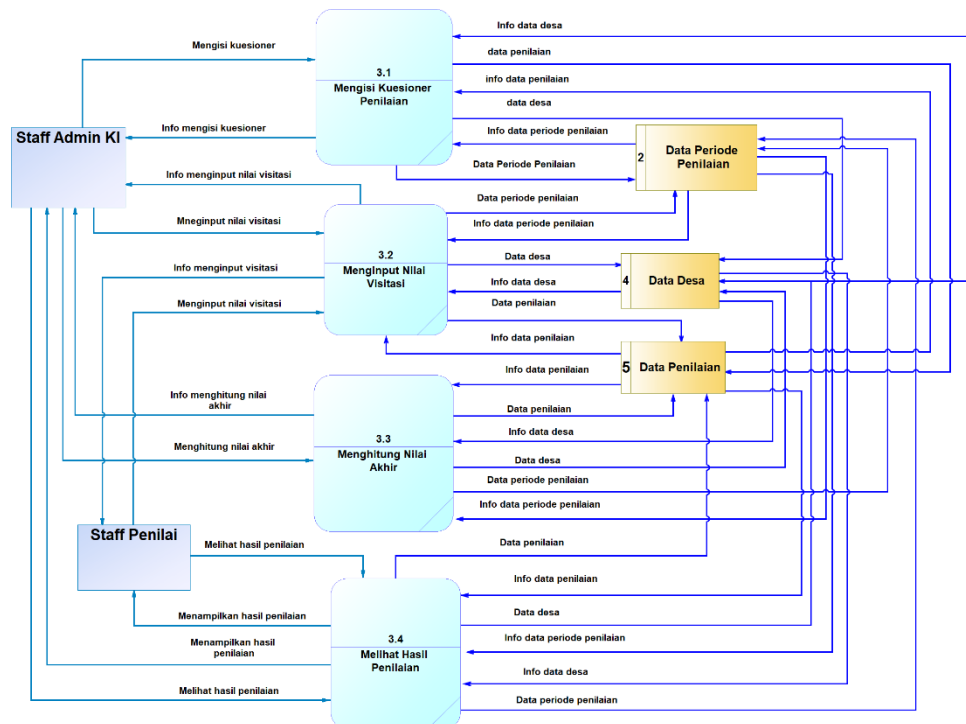 Info data desa
Mengisi kuesioner
data penilaian
3.1
Mengisi Kuesioner
Penilaian
info data penilaian
data desa
Staff Admin KI
Info mengisi kuesioner
Info data periode penilaian
2
Data Periode
Penilaian
Data Periode Penilaian
Info menginput nilai visitasi
Data periode penilaian
Mneginput nilai visitasi
Info data periode penilaian
3.2
Menginput Nilai
Visitasi
Data desa
Info menginput visitasi
Info data desa
4
Data Desa
Menginput nilai visitasi
Data penilaian
Info data penilaian
5
Data Penilaian
Info data penilaian
Info menghitung nilai
akhir
Data penilaian
3.3
Menghitung Nilai
Akhir
Info data desa
Menghitung nilai akhir
Data desa
Data periode penilaian
Info data periode penilaian
Staff Penilai
Melihat hasil penilaian
Data penilaian
Info data penilaian
Menampilkan hasil penilaian
Data desa
3.4
Melihat Hasil
Penilaian
Menampilkan hasil
penilaian
Info data periode penilaian
Info data desa
Melihat hasil penilaian
Data periode penilaian